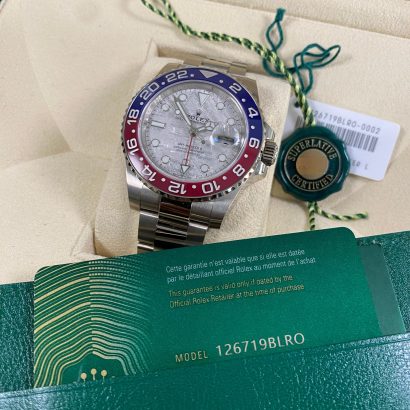 22
2
4
6
8
10
12
14
16
18
20
ROLEX
126719BLRO-0002
SUPERLATIVE
CERTIFIED
Cette garantie n'est valable que si elle est datée
par le détaillant officiel Rolex au moment de l'achat
This guarantee is valid only if dated by the
Official Rolex Retailer at the time of purchase
MODEL 126719BLRO